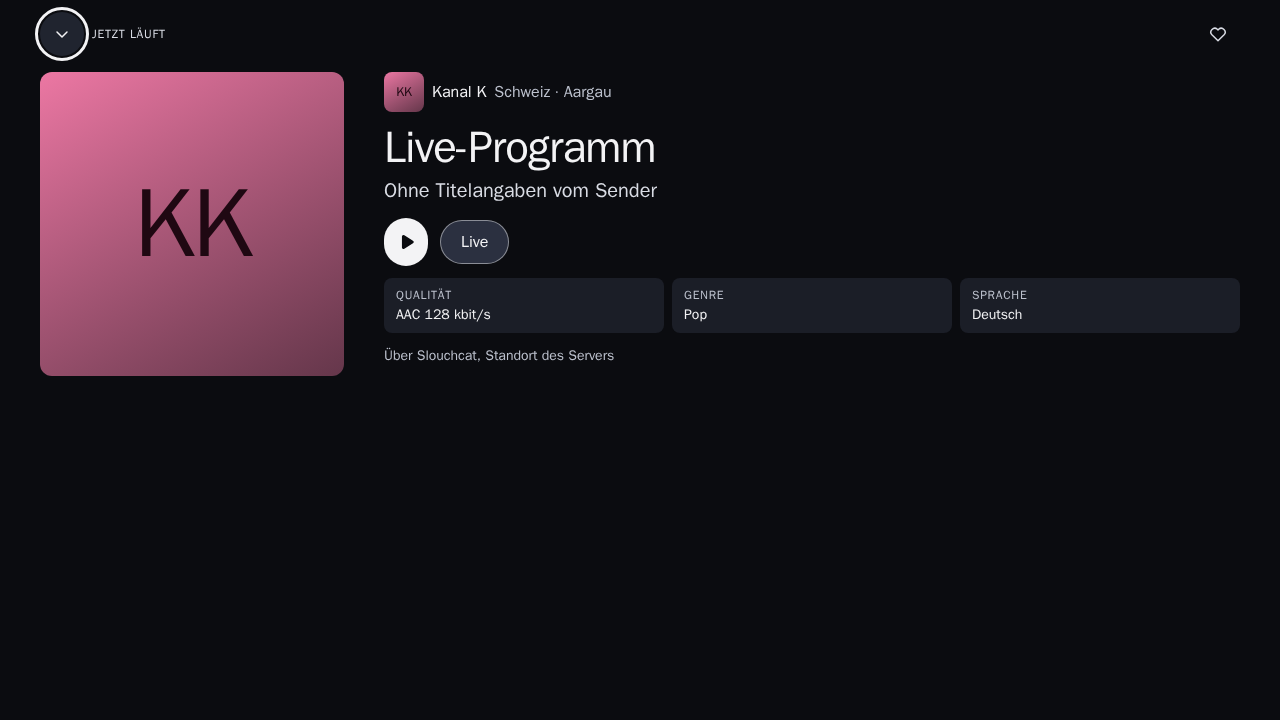 JETZT LÄUFT
KK
KK
Kanal K Schweiz · Aargau
Live-Programm
Ohne Titelangaben vom Sender
Live
QUALITÄT
AAC 128 kbit/s
GENRE
Pop
SPRACHE
Deutsch
Über Slouchcat, Standort des Servers